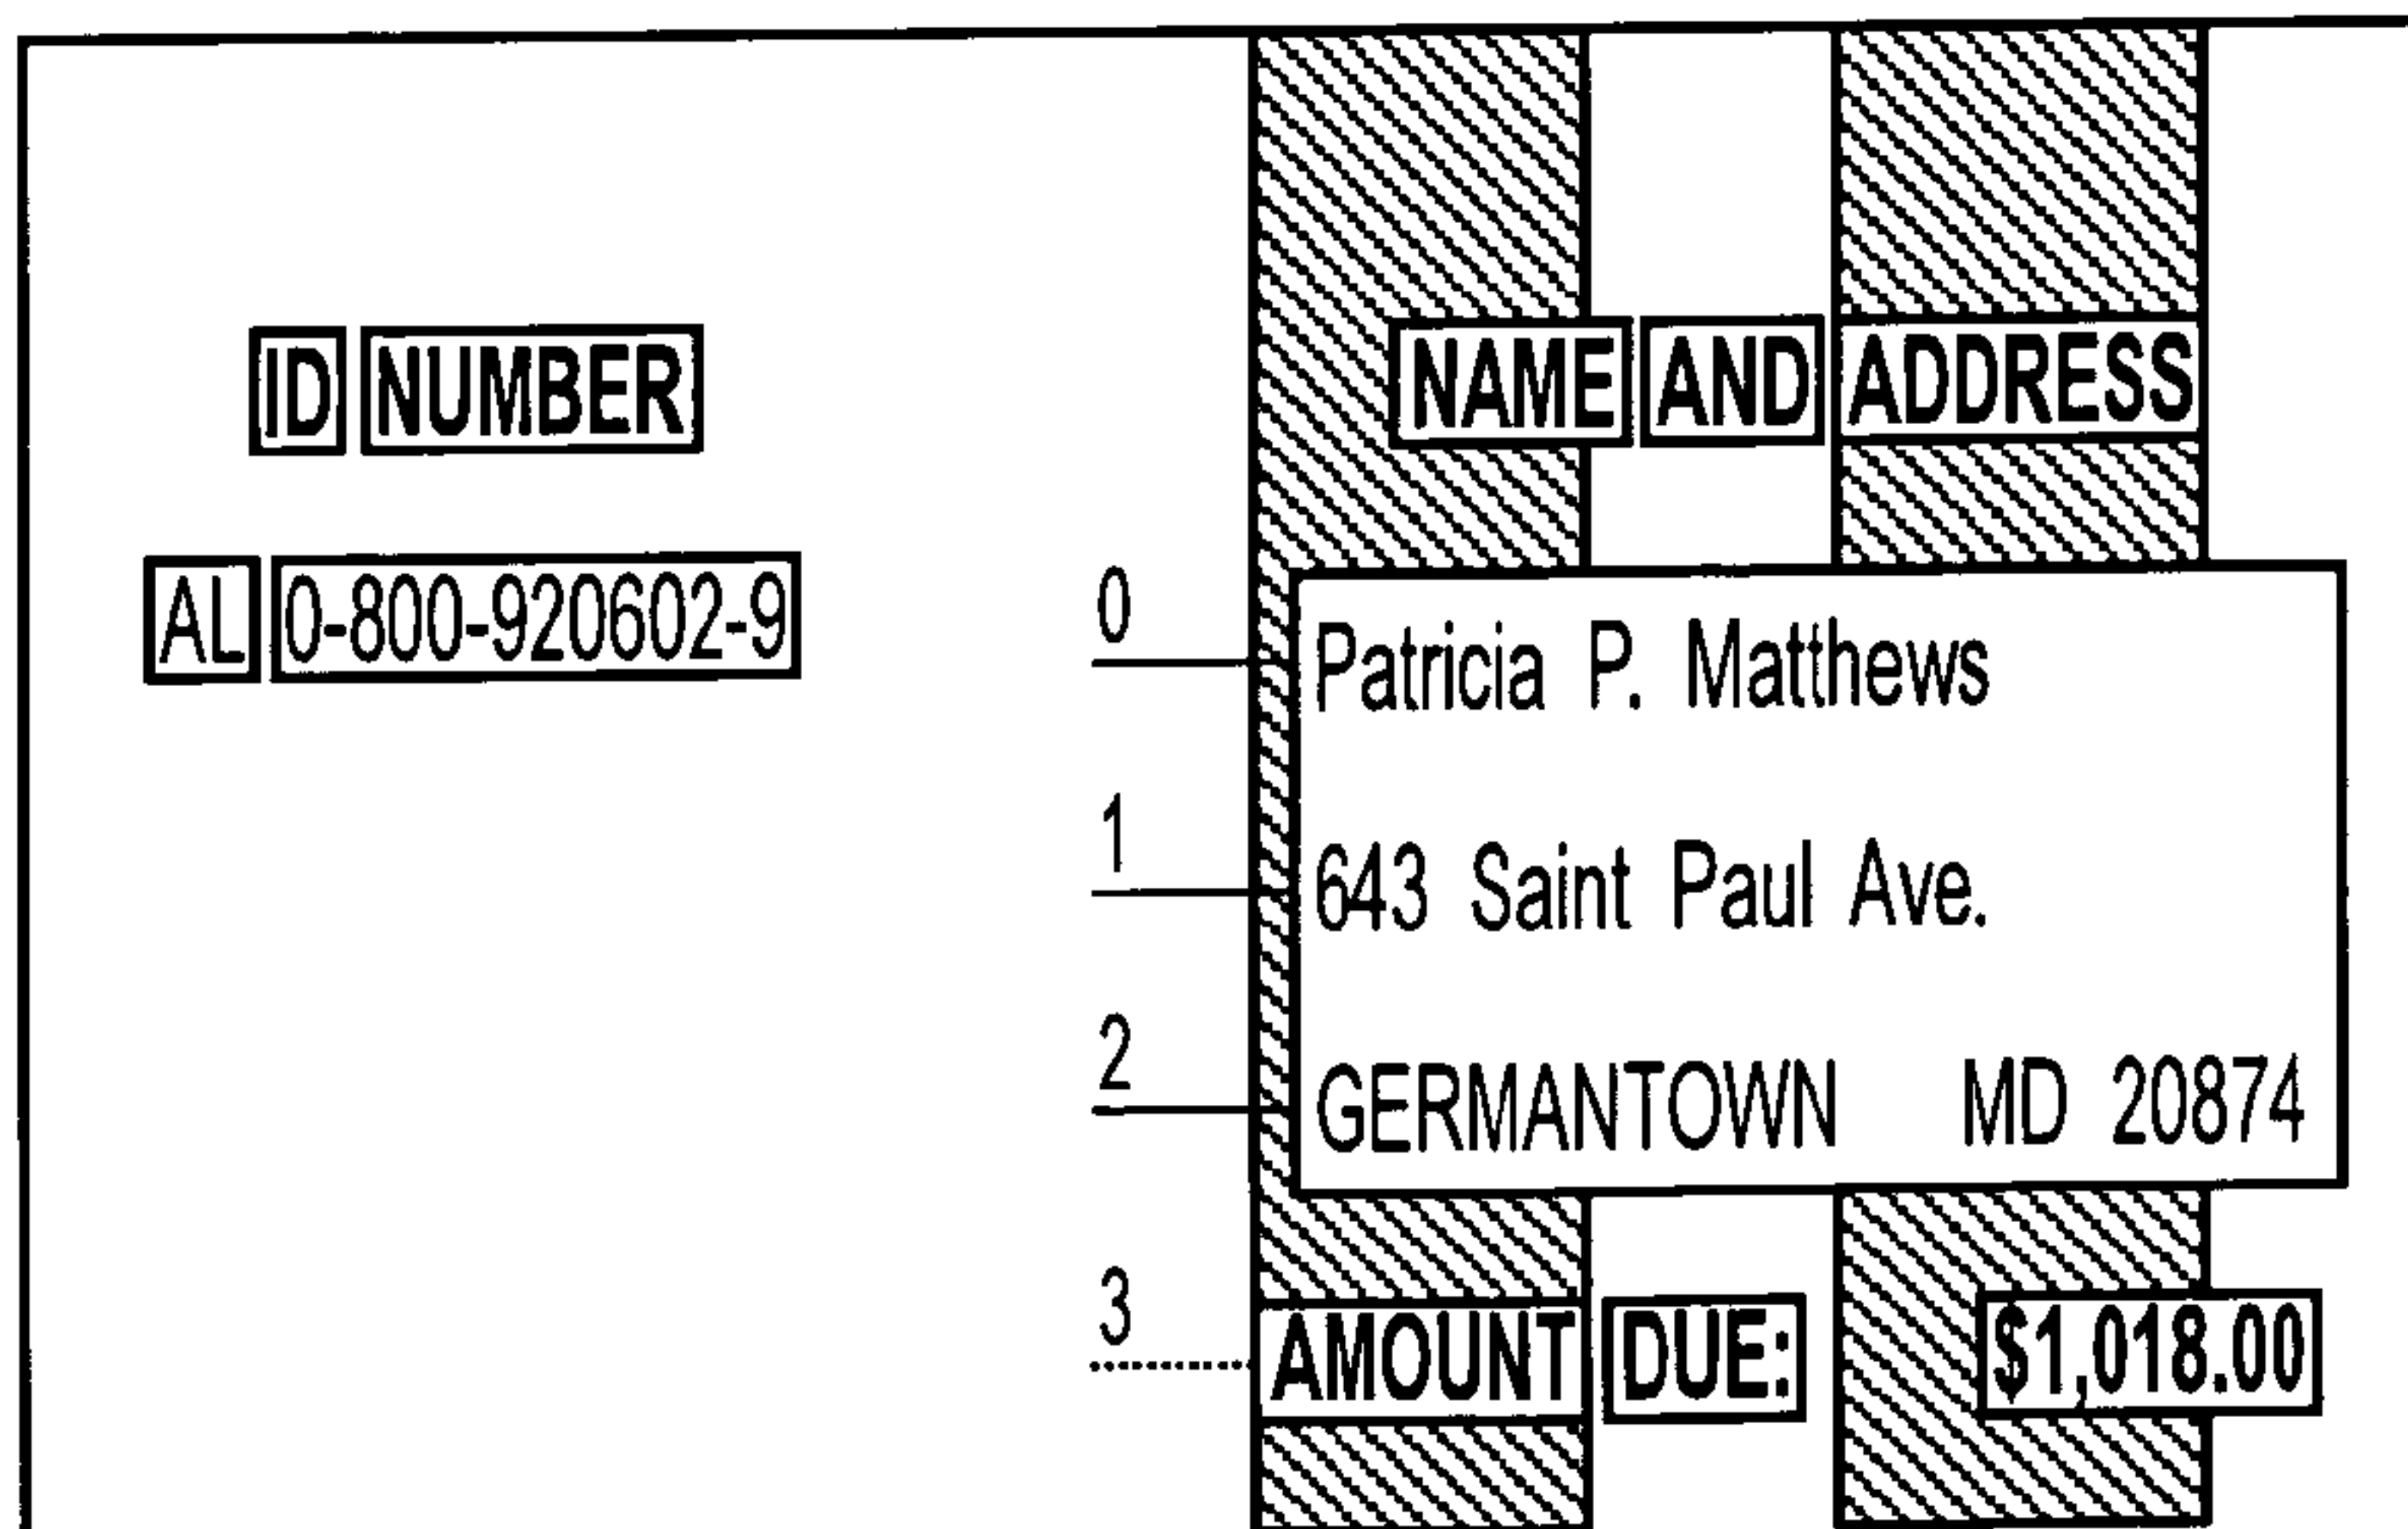 ID NUMBER NAME AND ADDRESS
AL 0-800-920602-9
0 Patricia P. Matthews
1 643 Saint Paul Ave.
2 GERMANTOWN MD 20874
3 AMOUNT DUE: $1,018.00